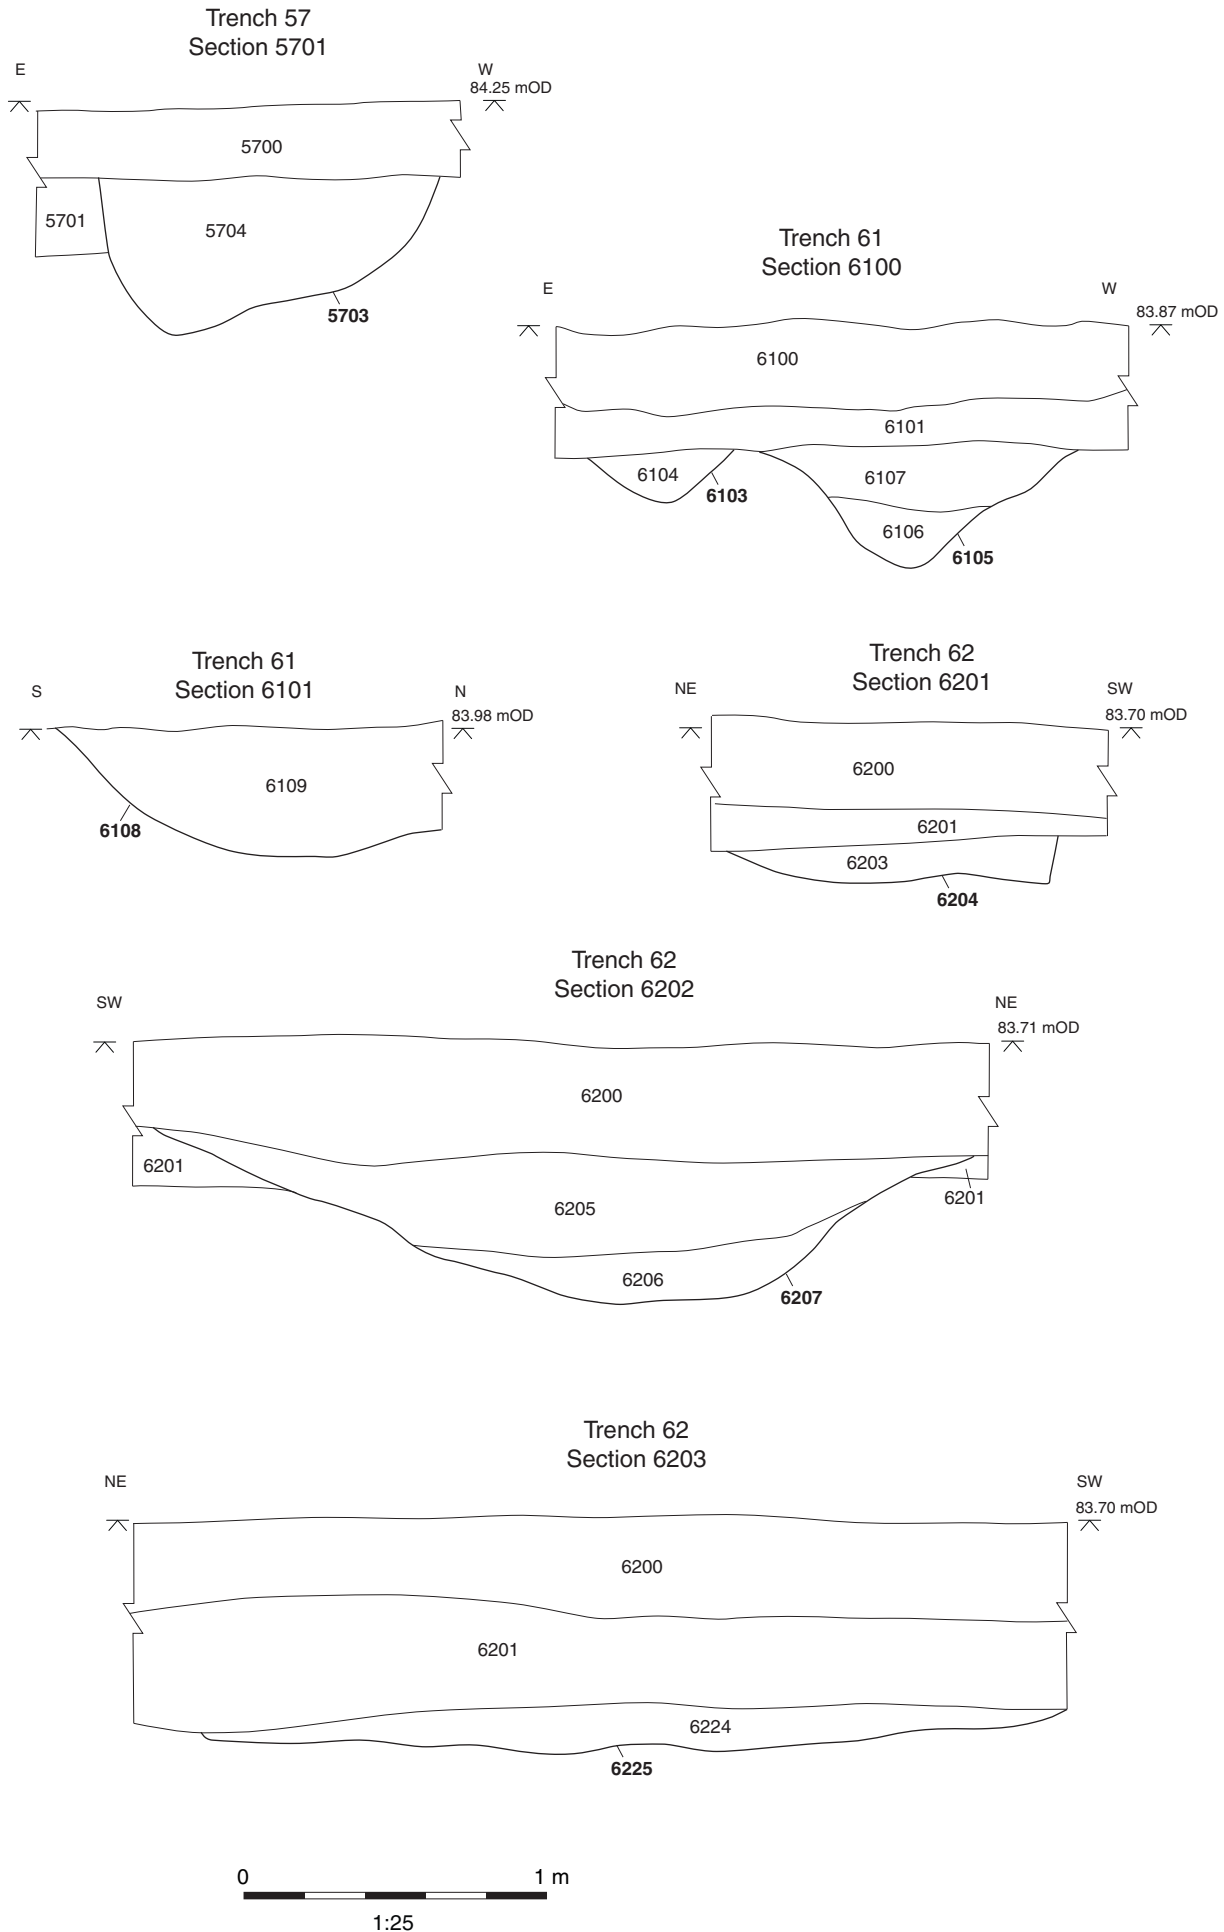 Trench 57
Section 5701
E
W
84.25 mOD
5700
5701
5704
5703
Trench 61
Section 6100
E
W
83.87 mOD
6100
6101
6104
6103
6107
6106
6105
Trench 61
Section 6101
S
N
83.98 mOD
6109
6108
Trench 62
Section 6201
NE
SW
83.70 mOD
6200
6201
6203
6204
Trench 62
Section 6202
SW
NE
83.71 mOD
6200
6201
6201
6205
6206
6207
Trench 62
Section 6203
NE
SW
83.70 mOD
6200
6201
6224
6225
0
1 m
1:25